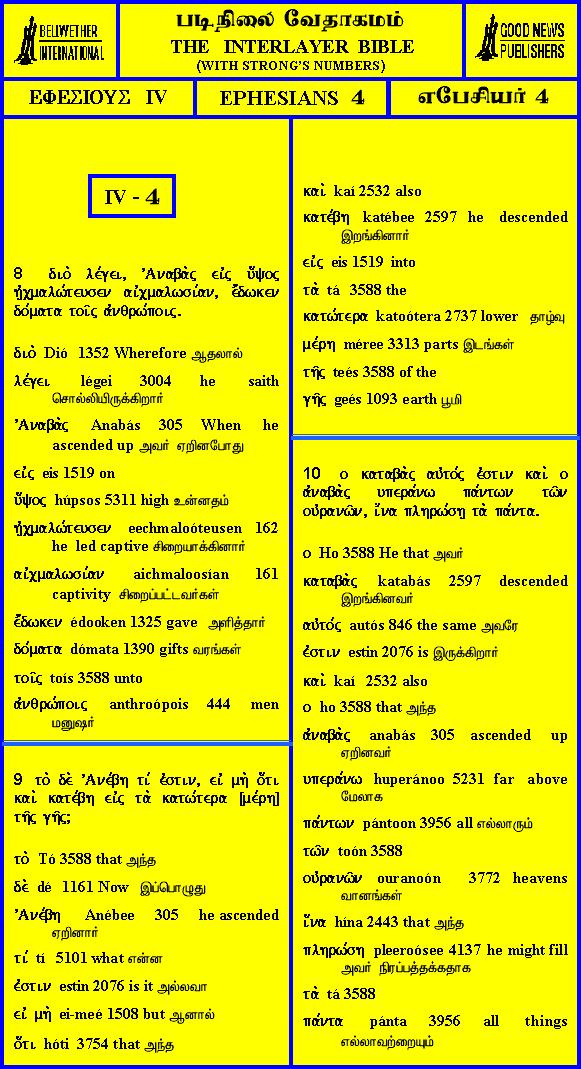 BELLWETHER INTERNATIONAL
படிநிலை வேதாகமம்
THE INTERLAYER BIBLE
(WITH STRONG'S NUMBERS)
GOOD NEWS PUBLISHERS
ΕΦΕΣΙΟΥΣ IV
EPHESIANS 4
எபேசியர் 4
IV - 4
8 διὸ λέγει, Ἀναβὰς εἰς ὕψος
ᾐχμαλώτευσεν αἰχμαλωσίαν, ἔδωκεν
δόματα τοῖς ἀνθρώποις.
διὸ Dió 1352 Wherefore ஆதலால்
λέγει légei 3004 he saith
சொல்லியிருக்கிறார்
Ἀναβὰς Anabás 305 When he
ascended up அவர் ஏறினபோது
εἰς eis 1519 on
ὕψος húpsos 5311 high உன்னதம்
ᾐχμαλώτευσεν eechmaloóteusen 162
he led captive சிறையாக்கினார்
αἰχμαλωσίαν aichmaloosían 161
captivity சிறைப்பட்டவர்கள்
ἔδωκεν édooken 1325 gave அளித்தார்
δόματα dómata 1390 gifts வரங்கள்
τοῖς toís 3588 unto
ἀνθρώποις anthroópois 444 men
மனுஷர்
9 τὸ δὲ Ἀνέβη τί ἐστιν, εἰ μὴ ὅτι
καὶ κατέβη εἰς τὰ κατώτερα [μέρη]
τῆς γῆς;
τὸ Tó 3588 that அந்த
δὲ dé 1161 Now இப்பொழுது
Ἀνέβη Anébee 305 he ascended
ஏறினார்
τί tí 5101 what என்ன
ἐστιν estin 2076 is it அல்லவா
εἰ μὴ ei-meé 1508 but ஆனால்
ὅτι hóti 3754 that அந்த
καὶ kaí 2532 also
κατέβη katébee 2597 he descended
இறங்கினார்
εἰς eis 1519 into
τὰ tá 3588 the
κατώτερα katoótera 2737 lower தாழ்வு
μέρη méree 3313 parts இடங்கள்
τῆς teés 3588 of the
γῆς geés 1093 earth பூமி
10 ο καταβὰς αὐτός ἐστιν καὶ ο
ἀναβὰς υπεράνω πάντων τῶν
οὐρανῶν, ἵνα πληρώσῃ τὰ πάντα.
ο Ho 3588 He that அவர்
καταβὰς katabás 2597 descended
இறங்கினவர்
αὐτός autós 846 the same அவரே
ἐστιν estin 2076 is இருக்கிறார்
καὶ kaí 2532 also
ο ho 3588 that அந்த
ἀναβὰς anabás 305 ascended up
ஏறினவர்
υπεράνω huperánoo 5231 far above
மேலாக
πάντων pántoon 3956 all எல்லாரும்
τῶν toón 3588
οὐρανῶν ouranoón 3772 heavens
வானங்கள்
ἵνα hína 2443 that அந்த
πληρώσῃ pleeroósee 4137 he might fill
அவர் நிரப்பத்தக்கதாக
τὰ tá 3588
πάντα pánta 3956 all things
எல்லாவற்றையும்